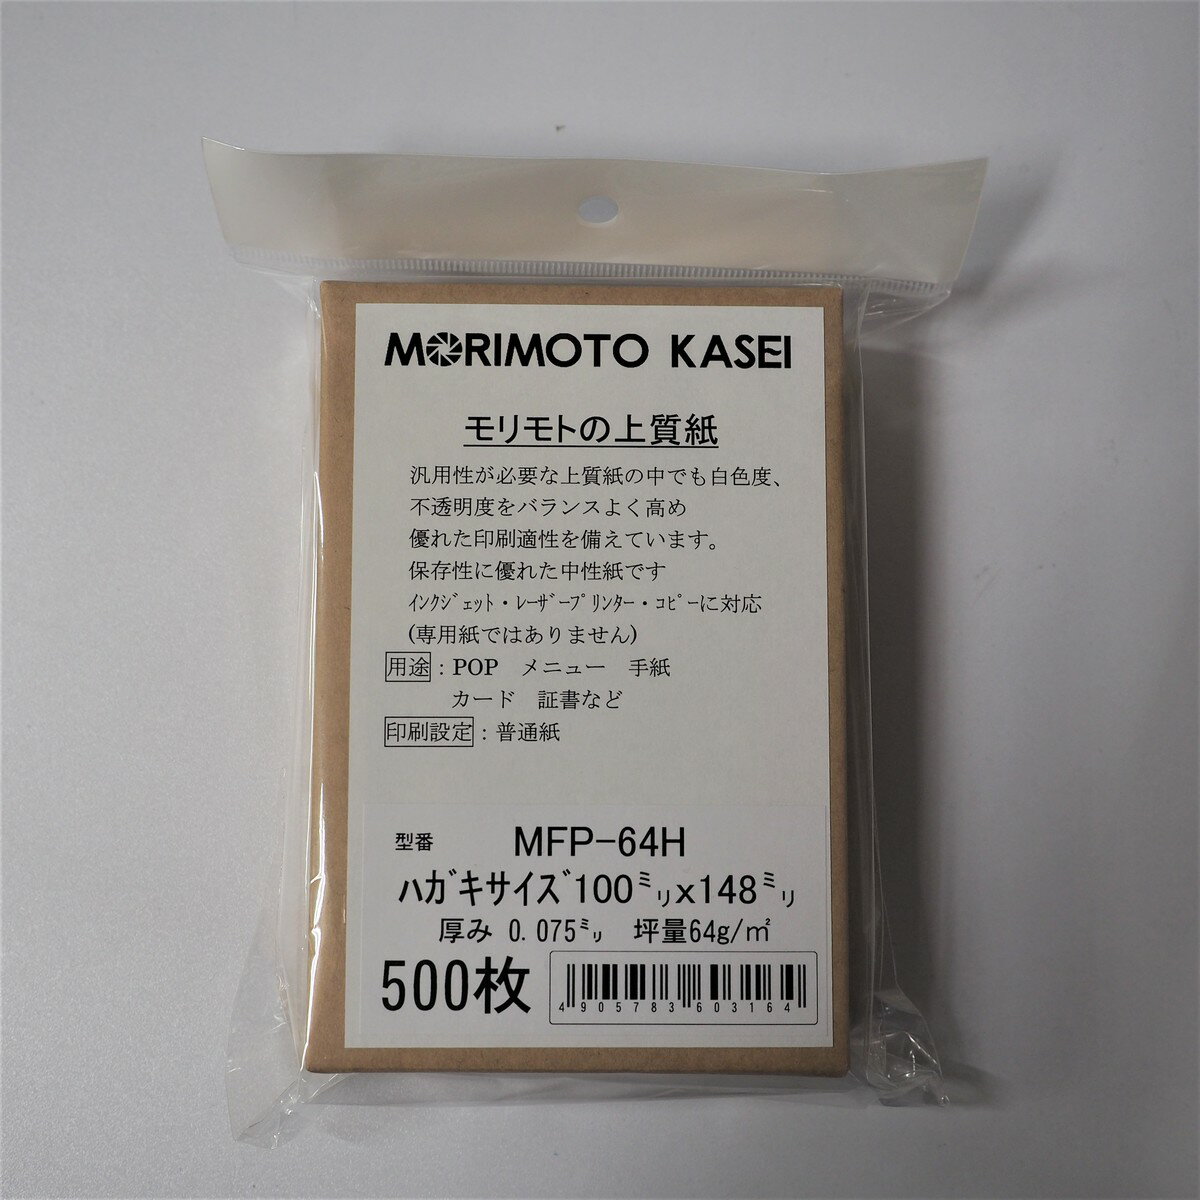 MORIMOTO KASEI
モリモトの上質紙
汎用性が必要な上質紙の中でも白色度、
不透明度をバランスよく高め
優れた印刷適性を備えています。
保存性に優れた中性紙です
ｲﾝｸｼﾞｪｯﾄ・ﾚｰｻﾞｰﾌﾟﾘﾝﾀｰ・ｺﾋﾟｰに対応
(専用紙ではありません)
用途：POP　メニュー　手紙
カード　証書など
印刷設定：普通紙
型番　MFP-64H
ﾊｶﾞｷサイズ100㍉x148㍉
厚み 0.075㍉　坪量64g/㎡
500枚
4905783603164